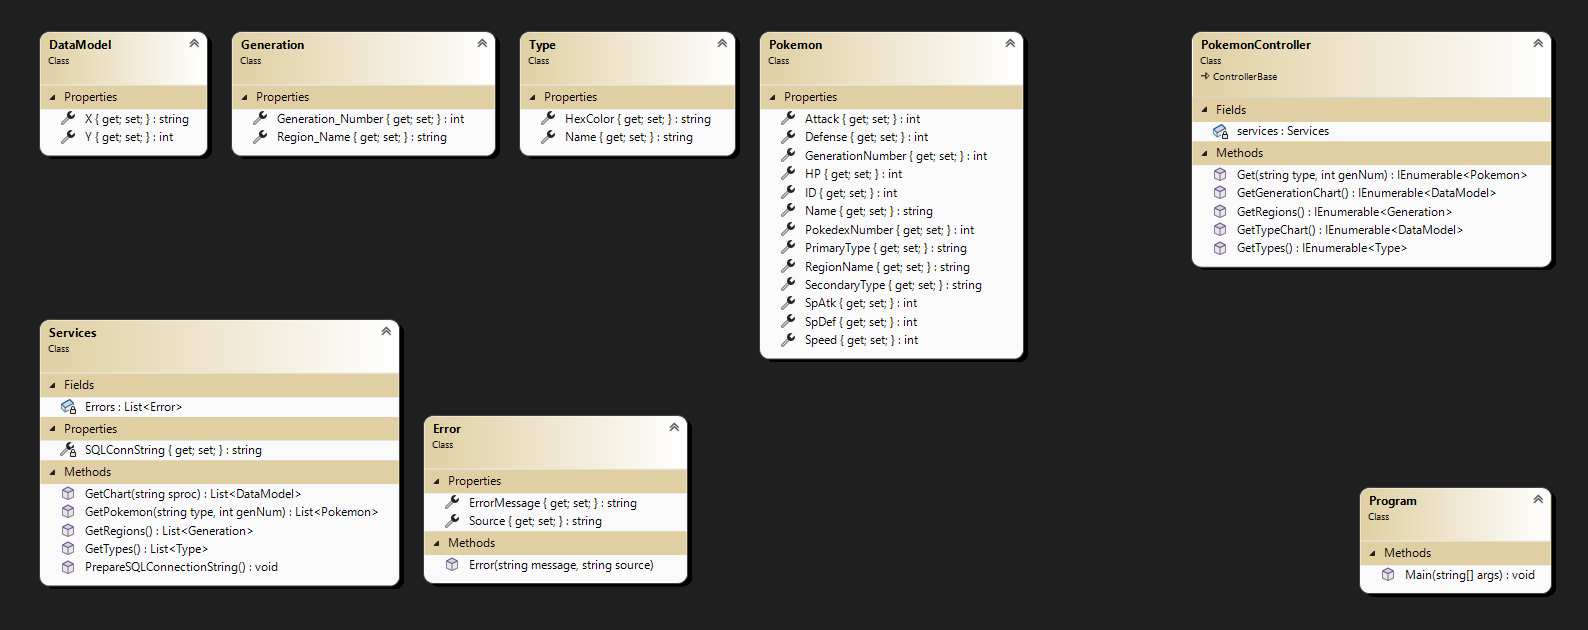 DataModel
Class
Properties
X { get; set; } : string
Y { get; set; } : int
Generation
Class
Properties
Generation_Number { get; set; } : int
Region_Name { get; set; } : string
Type
Class
Properties
HexColor { get; set; } : string
Name { get; set; } : string
Pokemon
Class
Properties
Attack { get; set; } : int
Defense { get; set; } : int
GenerationNumber { get; set; } : int
HP { get; set; } : int
ID { get; set; } : int
Name { get; set; } : string
PokedexNumber { get; set; } : int
PrimaryType { get; set; } : string
RegionName { get; set; } : string
SecondaryType { get; set; } : string
SpAtk { get; set; } : int
SpDef { get; set; } : int
Speed { get; set; } : int
PokemonController
Class
ControllerBase
Fields
services : Services
Methods
Get(string type, int genNum) : IEnumerable<Pokemon>
GetGenerationChart() : IEnumerable<DataModel>
GetRegions() : IEnumerable<Generation>
GetTypeChart() : IEnumerable<DataModel>
GetTypes() : IEnumerable<Type>
Services
Class
Fields
Errors : List<Error>
Properties
SQLConnString { get; set; } : string
Methods
GetChart(string sproc) : List<DataModel>
GetPokemon(string type, int genNum) : List<Pokemon>
GetRegions() : List<Generation>
GetTypes() : List<Type>
PrepareSQLConnectionString() : void
Error
Class
Properties
ErrorMessage { get; set; } : string
Source { get; set; } : string
Methods
Error(string message, string source)
Program
Class
Methods
Main(string[] args) : void